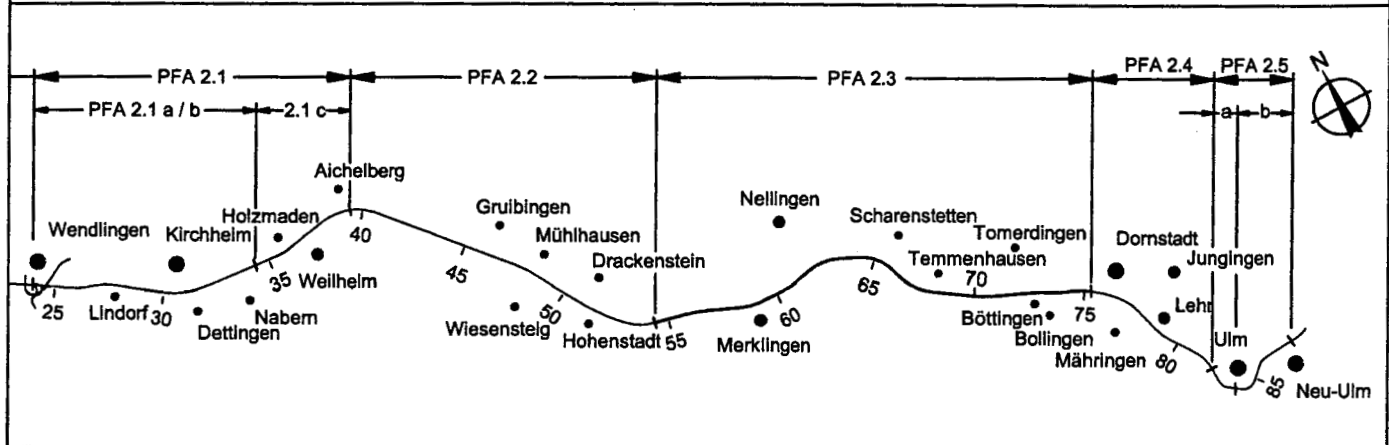 PFA 2.1
PFA 2.2
PFA 2.3
PFA 2.4
PFA 2.5
PFA 2.1 a / b
2.1 c
a
b
N
Aichelberg
Wendlingen
Holzmaden
Kirchheim
40
Gruibingen
Nellingen
Scharenstetten
Tomerdingen
Dornstadt
Mühlhausen
Drackenstein
Temmenhausen
70
Junglngen
35
Weilheim
45
65
25
Lindorf
30
Nabern
Dettingen
Wiesensteig
50
Hohenstadt
55
60
Merklingen
75
Böttingen
Bollingen
Mähringen
Lehr
80
Ulm
85
Neu-Ulm